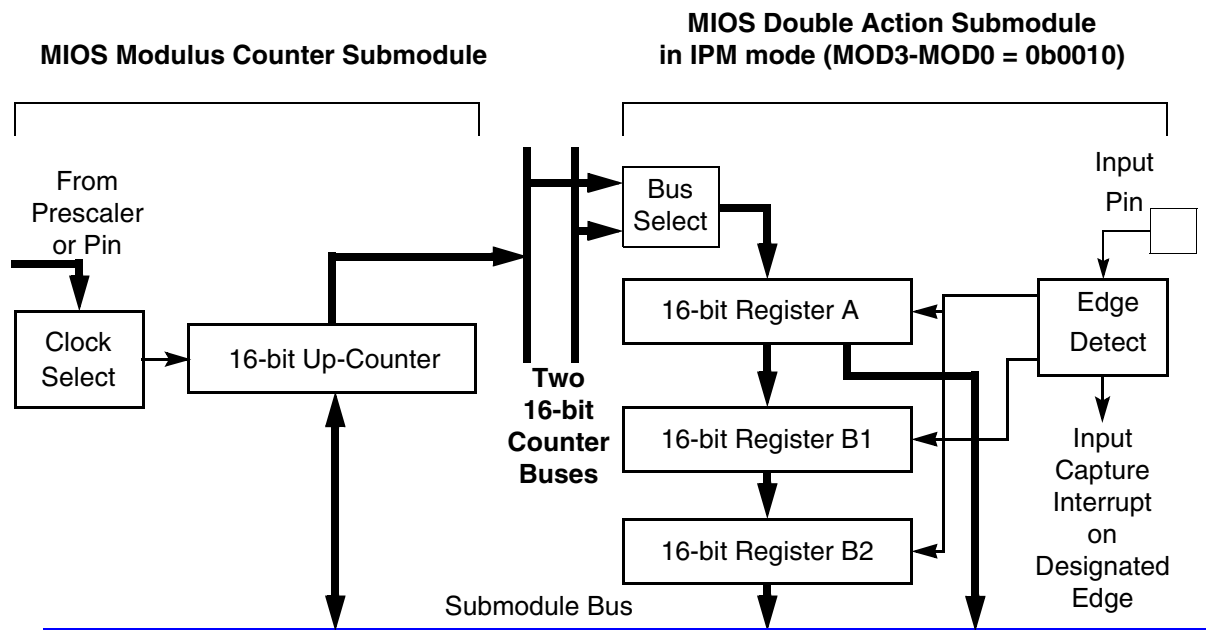 MIOS Modulus Counter Submodule
MIOS Double Action Submodule
in IPM mode (MOD3-MOD0 = 0b0010)
From
Prescaler
or Pin
Clock
Select
16-bit Up-Counter
Two
16-bit
Counter
Buses
Bus
Select
Input
Pin
16-bit Register A
Edge
Detect
16-bit Register B1
16-bit Register B2
Input
Capture
Interrupt
on
Designated
Edge
Submodule Bus